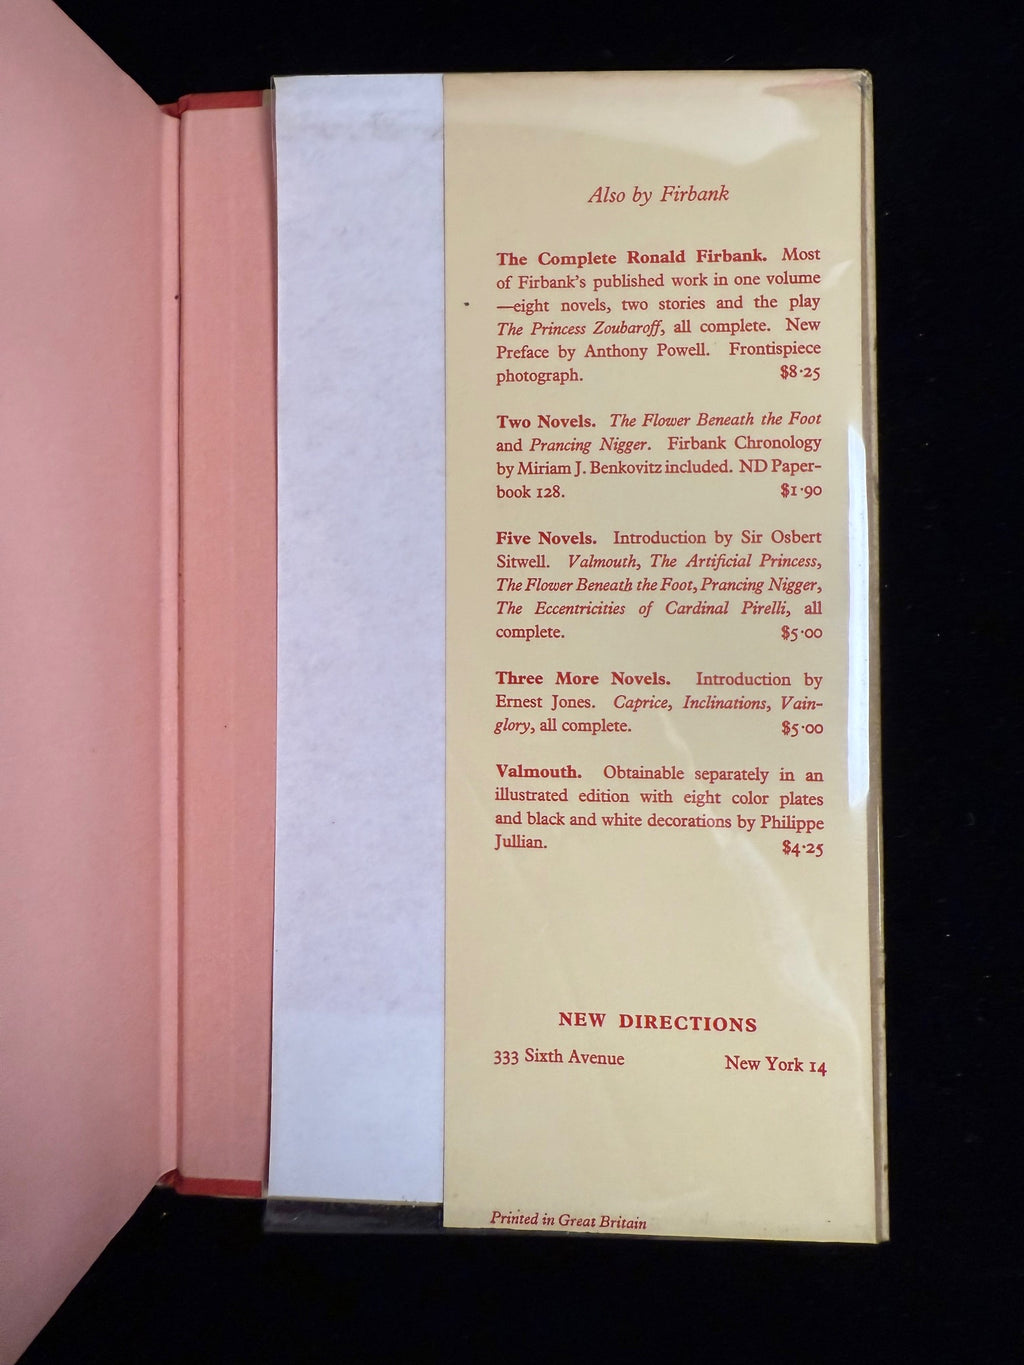 Also by Firbank
The Complete Ronald Firbank. Most
of Firbank's published work in one volume
—eight novels, two stories and the play
The Princess Zoubaroff, all complete. New
Preface by Anthony Powell. Frontispiece
photograph. $8·25
Two Novels. The Flower Beneath the Foot
and Prancing Nigger. Firbank Chronology
by Miriam J. Benkovitz included. ND Paper-
book 128. $1·90
Five Novels. Introduction by Sir Osbert
Sitwell. Valmouth, The Artificial Princess,
The Flower Beneath the Foot, Prancing Nigger,
The Eccentricities of Cardinal Pirelli, all
complete. $5·00
Three More Novels. Introduction by
Ernest Jones. Caprice, Inclinations, Vain-
glory, all complete. $5·00
Valmouth. Obtainable separately in an
illustrated edition with eight color plates
and black and white decorations by Philippe
Jullian. $4·25
NEW DIRECTIONS
333 Sixth Avenue New York 14
Printed in Great Britain